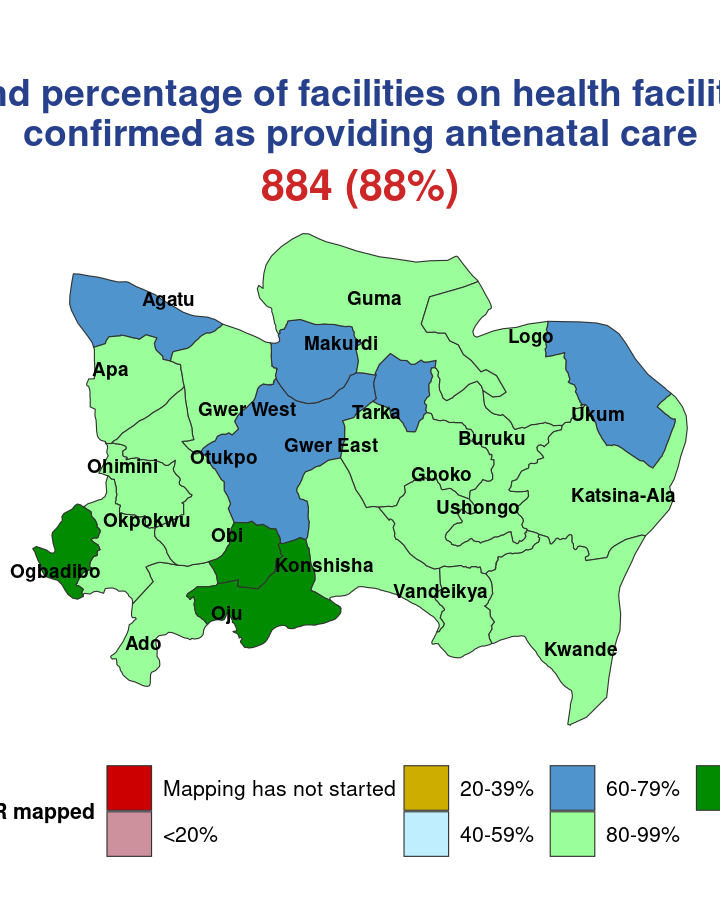 nd percentage of facilities on health facilit
confirmed as providing antenatal care
884 (88%)
Agatu
Guma
Makurdi
Logo
Apa
Gwer West
Tarka
Ukum
Gwer East
Buruku
Ohimini
Otukpo
Gboko
Katsina-Ala
Okpokwu
Ushongo
Obi
Ogbadibo
Konshisha
Vandeikya
Oju
Ado
Kwande
R mapped
Mapping has not started
20-39%
60-79%
<20%
40-59%
80-99%